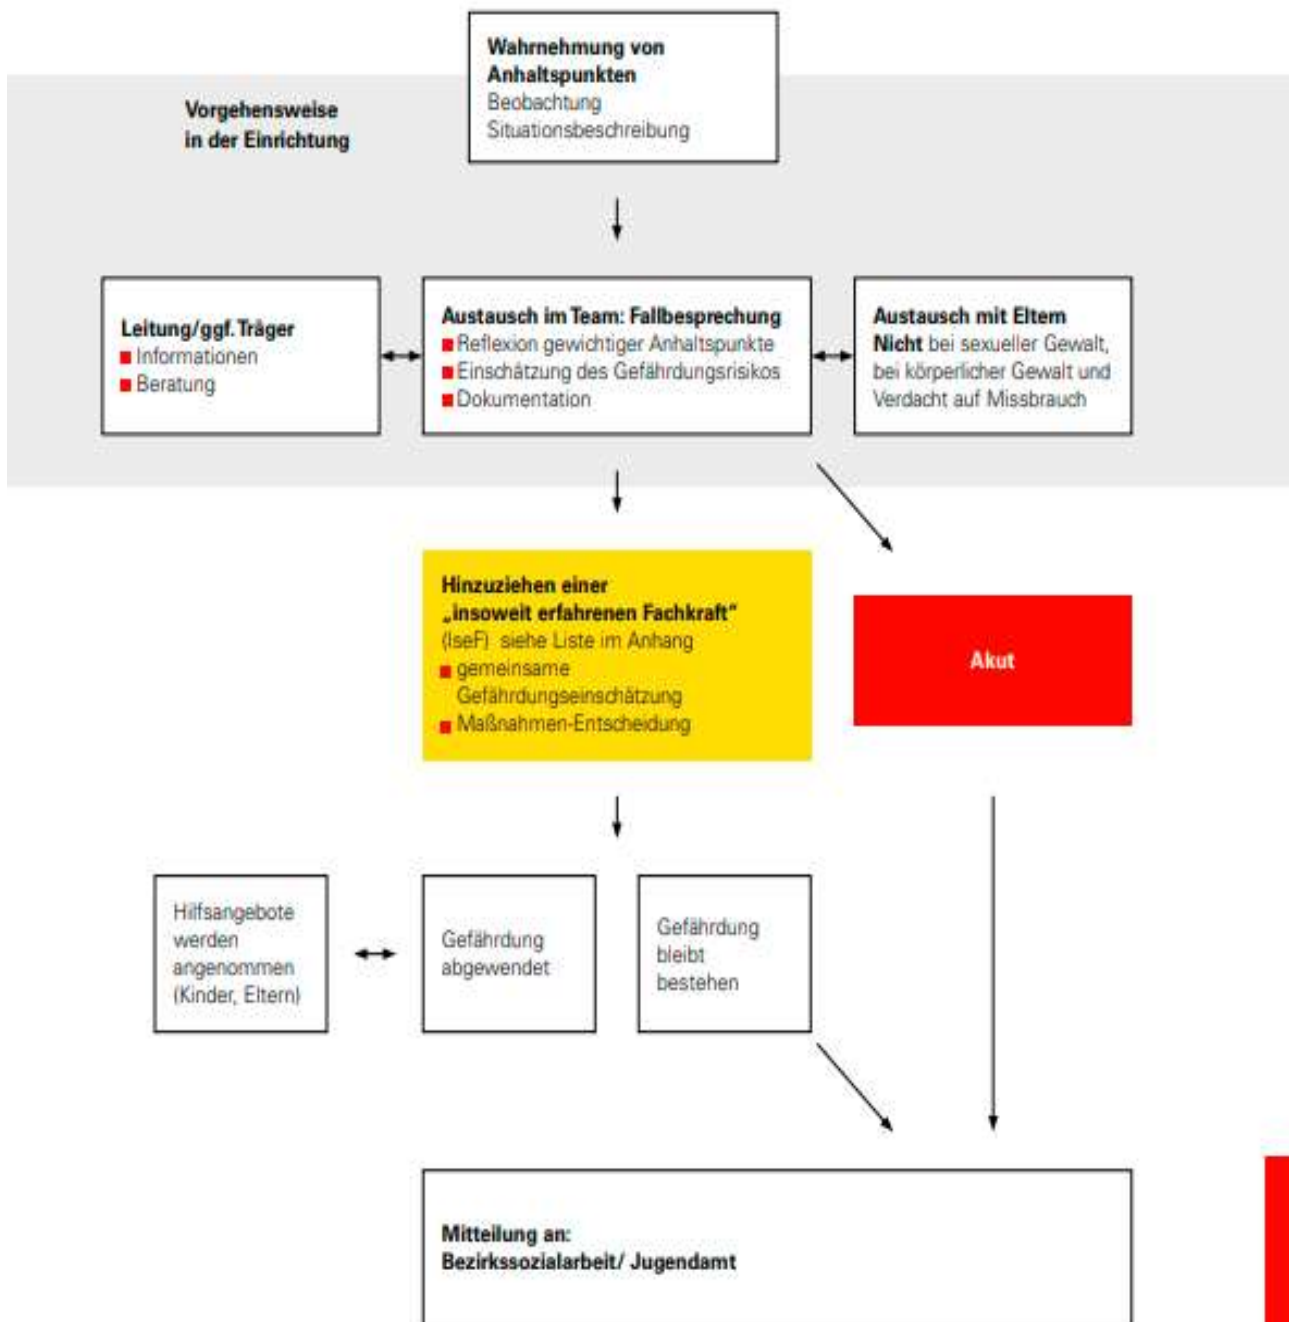 Wahrnehmung von
Anhaltspunkten
Beobachtung
Situationsbeschreibung
Vorgehensweise
in der Einrichtung
Leitung/ggf. Träger
Informationen
Beratung
Austausch im Team: Fallbesprechung
Reflexion gewichtiger Anhaltspunkte
Einschätzung des Gefährdungsrisikos
Dokumentation
Austausch mit Eltern
Nicht bei sexueller Gewalt,
bei körperlicher Gewalt und
Verdacht auf Missbrauch
Hinzuziehen einer
„insoweit erfahrenen Fachkraft“
(IseF) siehe Liste im Anhang
gemeinsame
Gefährdungseinschätzung
Maßnahmen-Entscheidung
Akut
Hilfsangebote
werden
angenommen
(Kinder, Eltern)
Gefährdung
abgewendet
Gefährdung
bleibt
bestehen
Mitteilung an:
Bezirkssozialarbeit/ Jugendamt